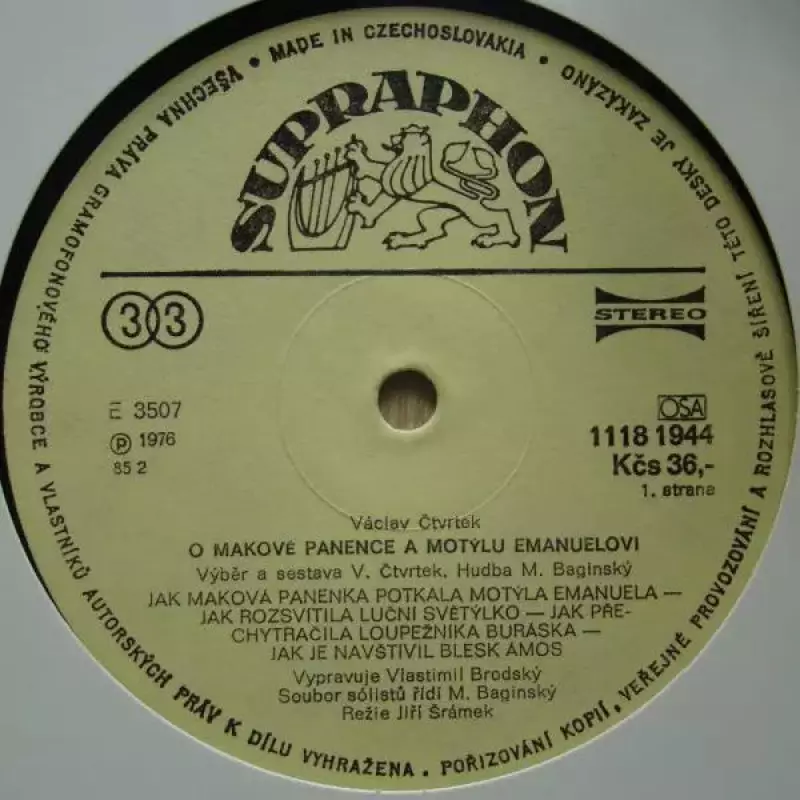 MADE IN CZECHOSLOVAKIA •
VŠECHNA PRÁVA GRAMOFONOVÉHO VÝROBCE A VLASTNÍKŮ AUTORSKÝCH PRÁV K DÍLU VYHRAŽENA. POŘIZOVÁNÍ KOPIÍ, VEŘEJNÉ PROVOZOVÁNÍ A ROZHLASOVÉ ŠÍŘENÍ TÉTO DESKY JE ZAKÁZÁNO •
SUPRAPHON
33
STEREO
E 3507
Ⓟ 1976
85 2
OSA
1118 1944
Kčs 36,-
1. strana
Václav Čtvrtek
O MAKOVÉ PANENCE A MOTÝLU EMANUELOVI
Výběr a sestava V. Čtvrtek. Hudba M. Baginský
JAK MAKOVÁ PANENKA POTKALA MOTÝLA EMANUELA —
JAK ROZSVÍTILA LUČNÍ SVĚTÝLKO — JAK PŘE-
CHYTRAČILA LOUPEŽNÍKA BURÁSKA —
JAK JE NAVŠTÍVIL BLESK ÁMOS
Vypravuje Vlastimil Brodský
Soubor sólistů řídí M. Baginský
Režie Jiří Šrámek